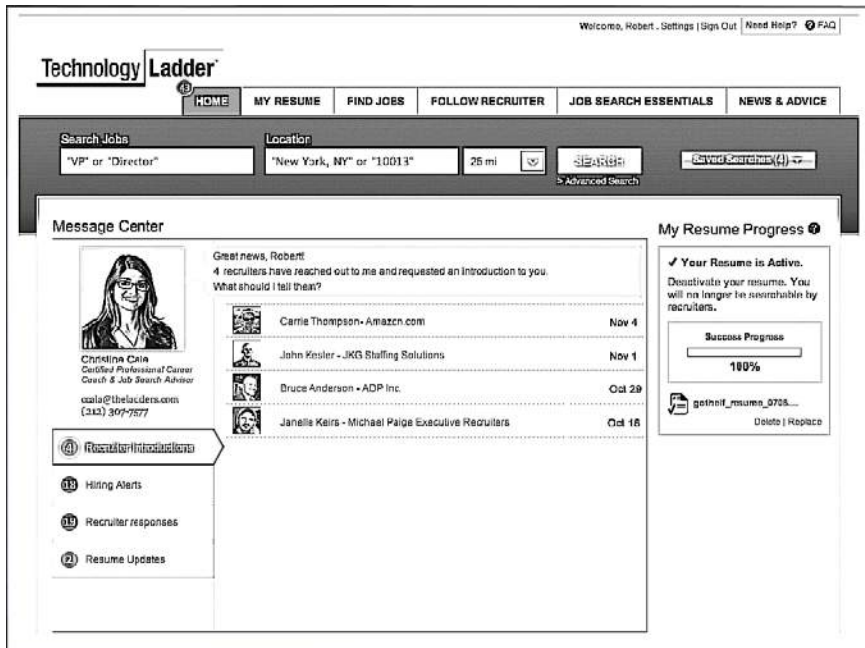 Welcome, Robert . Settings | Sign Out Need Help? ? FAQ
Technology Ladder
HOME MY RESUME FIND JOBS FOLLOW RECRUITER JOB SEARCH ESSENTIALS NEWS & ADVICE
Search Jobs Location
"VP" or "Director" "New York, NY" or "10013" 25 mi SEARCH Saved Searches (4)
> Advanced Search
Message Center
My Resume Progress ?
Great news, Robert!
4 recruiters have reached out to me and requested an introduction to you.
What should I tell them?
Carrie Thompson- Amazon.com Nov 4
John Kesler - JKG Staffing Solutions Nov 1
Bruce Anderson - ADP Inc. Oct 29
Janelle Keirs - Michael Paige Executive Recruiters
Christina Cala
Certified Professional Career
Coach & Job Search Advisor
ccala@theladders.com
(212) 307-7577
4 Recruiter Introductions
Hiring Alerts
Recruiter responses
Resume Updates
✓ Your Resume is Active.
Deactivate your resume. You
will no longer be searchable by
recruiters.
Success Progress
100%
Delete | Replace